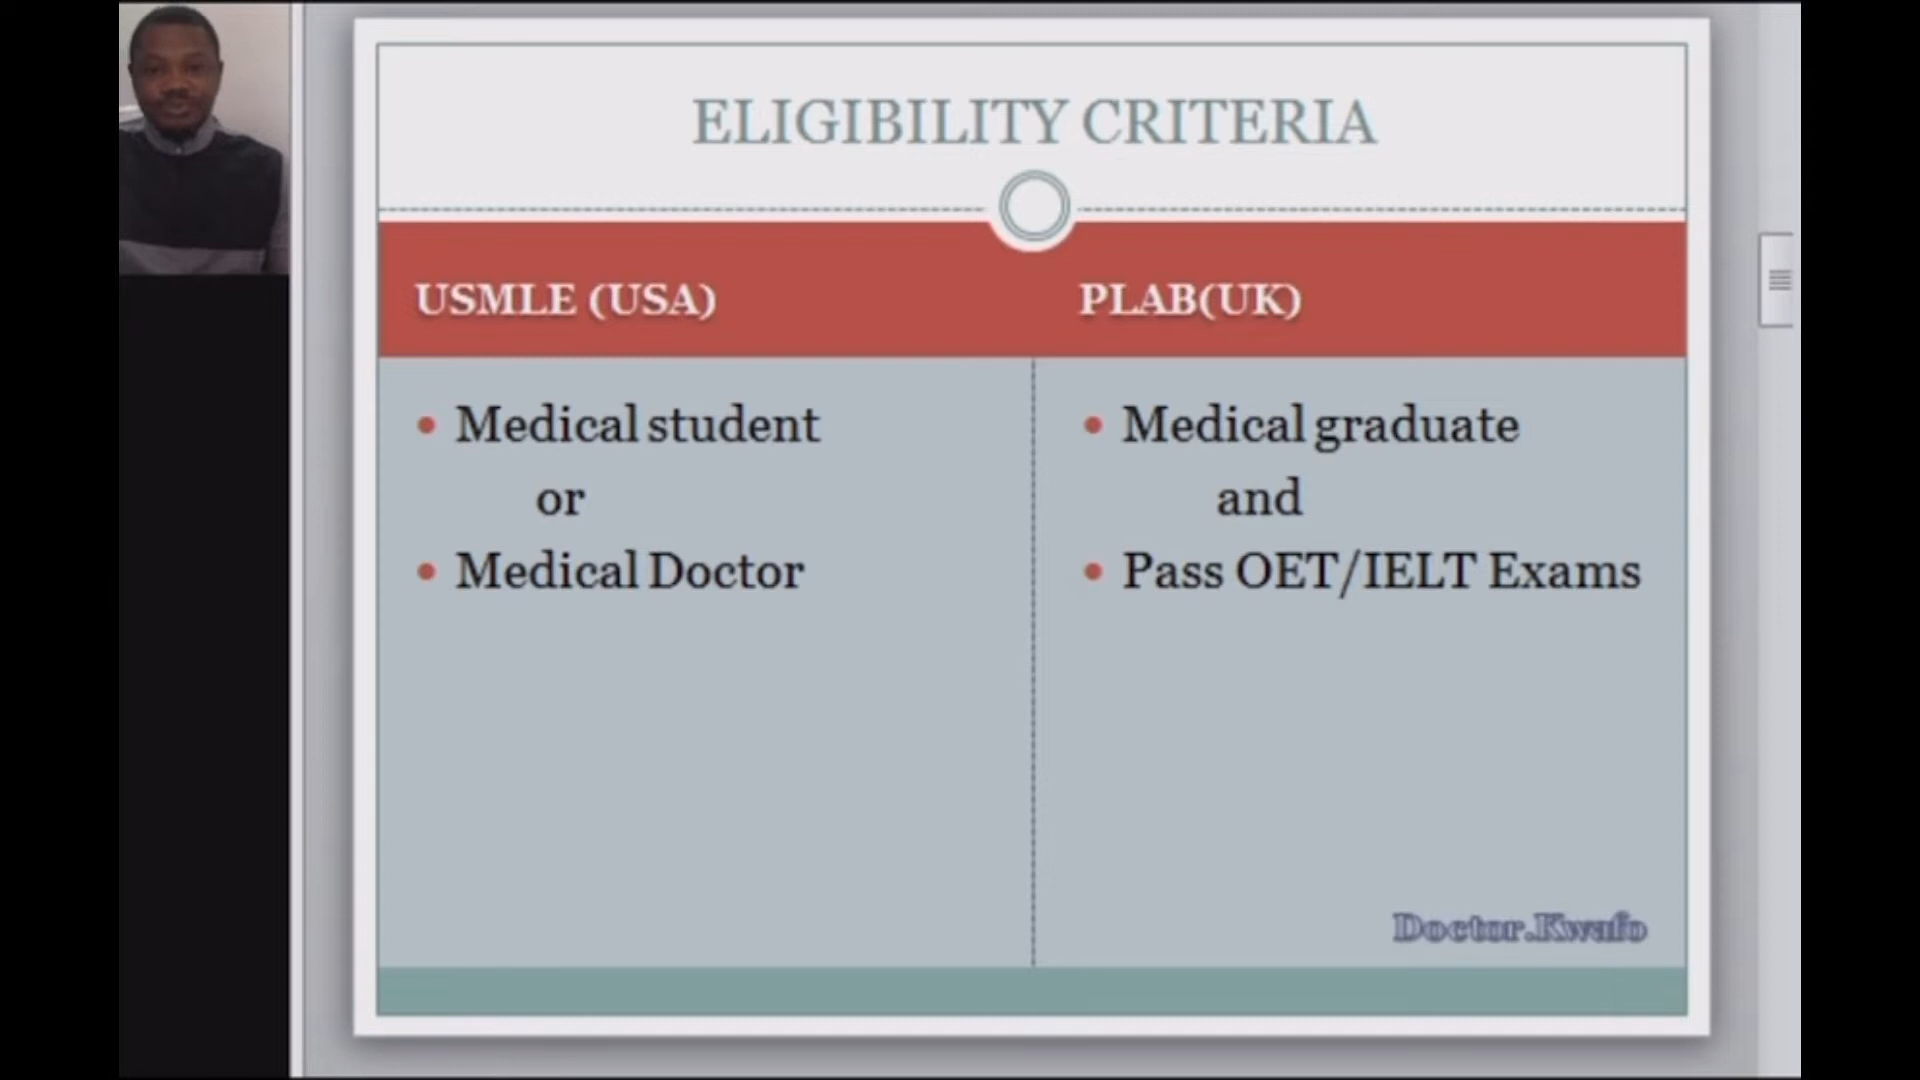 ELIGIBILITY CRITERIA
USMLE (USA)
PLAB(UK)
• Medical student
or
• Medical Doctor
• Medical graduate
and
• Pass OET/IELT Exams
Doctor.Kwafo